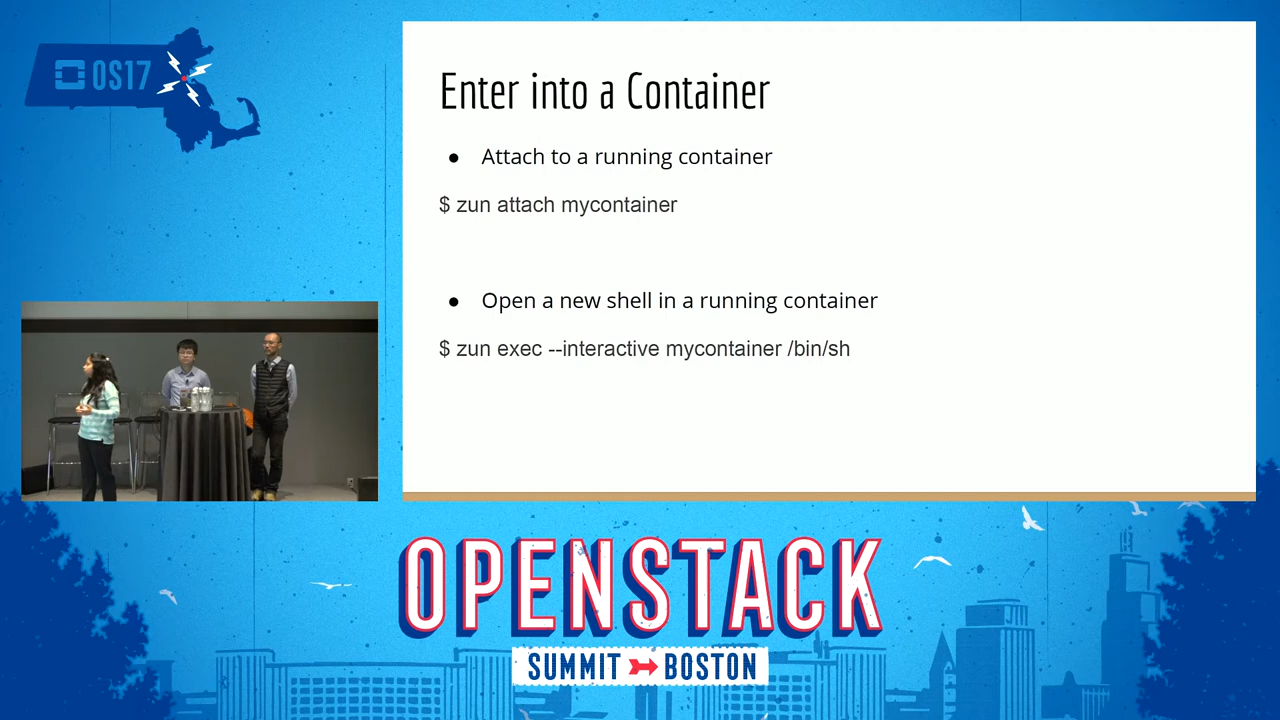 OS17
Enter into a Container
● Attach to a running container
$ zun attach mycontainer
● Open a new shell in a running container
$ zun exec --interactive mycontainer /bin/sh
OPENSTACK
SUMMIT BOSTON